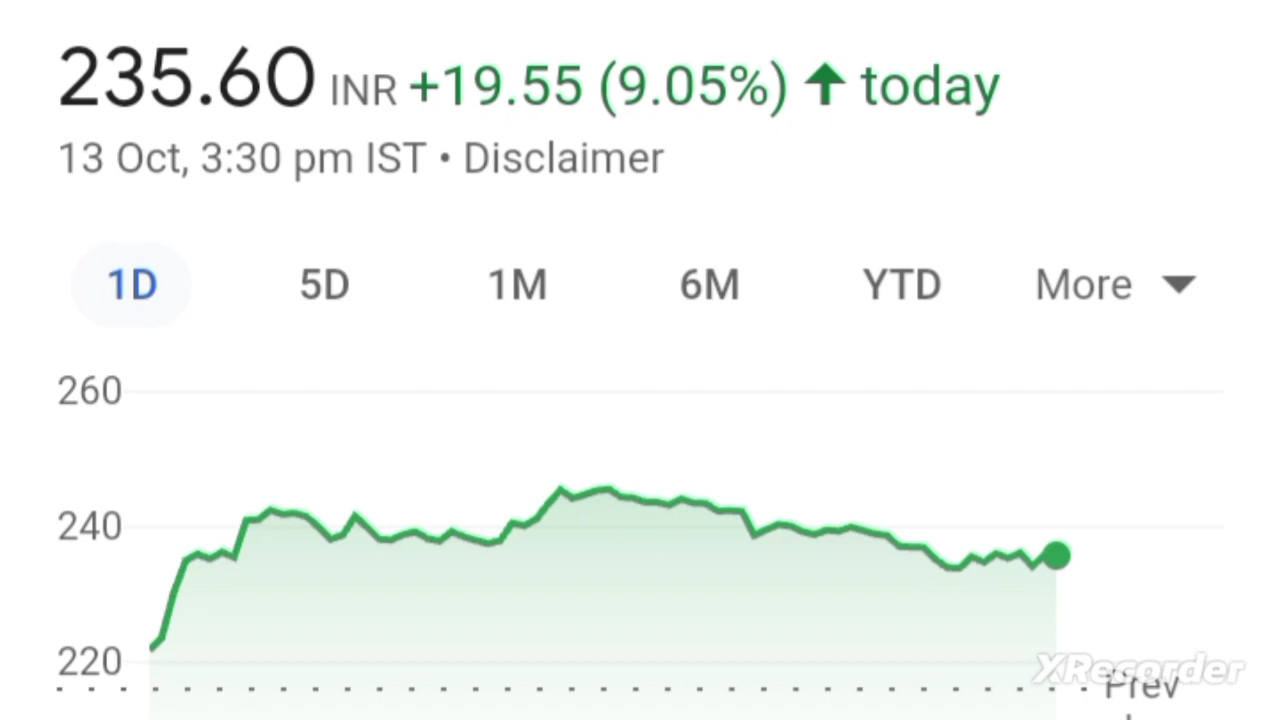 235.60 INR +19.55 (9.05%) ↑ today
13 Oct, 3:30 pm IST • Disclaimer
1D 5D 1M 6M YTD More
260
240
220
XRecorder
Prev